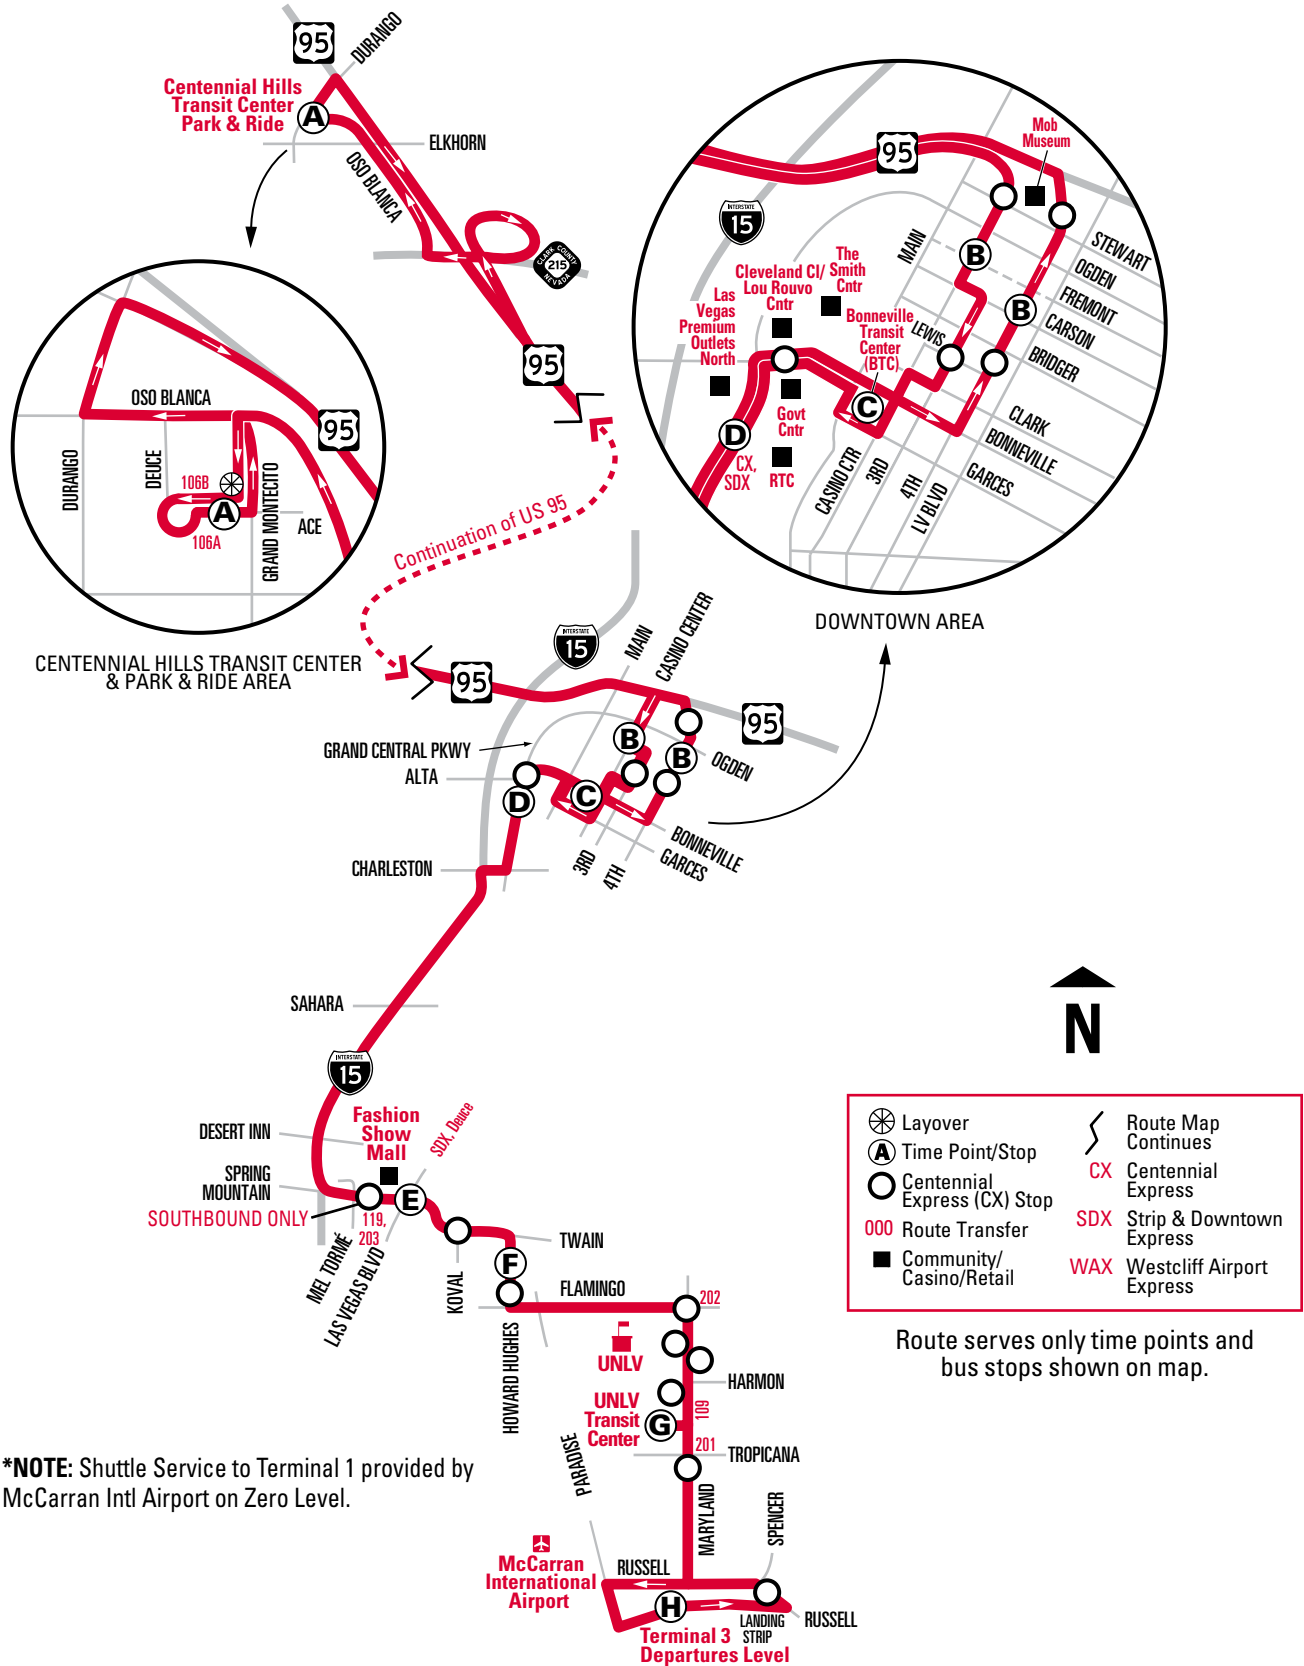 95
DURANGO
Centennial Hills
Transit Center
Park & Ride
A
ELKHORN
OSO BLANCA
CLARK COUNTY
215
NEVADA
95
OSO BLANCA
95
DURANGO
DEUCE
106B
A
106A
GRAND MONTECITO
ACE
CENTENNIAL HILLS TRANSIT CENTER
& PARK & RIDE AREA
Continuation of US 95
95
Mob
Museum
INTERSTATE
15
MAIN
B
STEWART
OGDEN
FREMONT
CARSON
BRIDGER
CLARK
BONNEVILLE
GARCES
The
Smith
Cntr
Cleveland Cl/
Lou Rouvo
Cntr
Las
Vegas
Premium
Outlets
North
Bonneville
Transit
Center
(BTC)
LEWIS
B
C
D
CX,
SDX
Govt
Cntr
RTC
CASINO CTR
3RD
4TH
LV BLVD
DOWNTOWN AREA
INTERSTATE
15
MAIN
CASINO CENTER
95
95
GRAND CENTRAL PKWY
ALTA
B
B
OGDEN
D
C
BONNEVILLE
GARCES
3RD
4TH
CHARLESTON
SAHARA
INTERSTATE
15
DESERT INN
Fashion
Show
Mall
SDX, Deuce
SPRING
MOUNTAIN
SOUTHBOUND ONLY
E
119,
203
MEL TORMÉ
LAS VEGAS BLVD
KOVAL
TWAIN
F
FLAMINGO
202
HOWARD HUGHES
UNLV
HARMON
UNLV
Transit
Center
G
109
201
TROPICANA
PARADISE
MARYLAND
SPENCER
McCarran
International
Airport
RUSSELL
H
LANDING
STRIP
RUSSELL
Terminal 3
Departures Level
N
Layover
A Time Point/Stop
Centennial
Express (CX) Stop
000 Route Transfer
Community/
Casino/Retail
Route Map
Continues
CX Centennial
Express
SDX Strip & Downtown
Express
WAX Westcliff Airport
Express
Route serves only time points and
bus stops shown on map.
*NOTE: Shuttle Service to Terminal 1 provided by
McCarran Intl Airport on Zero Level.